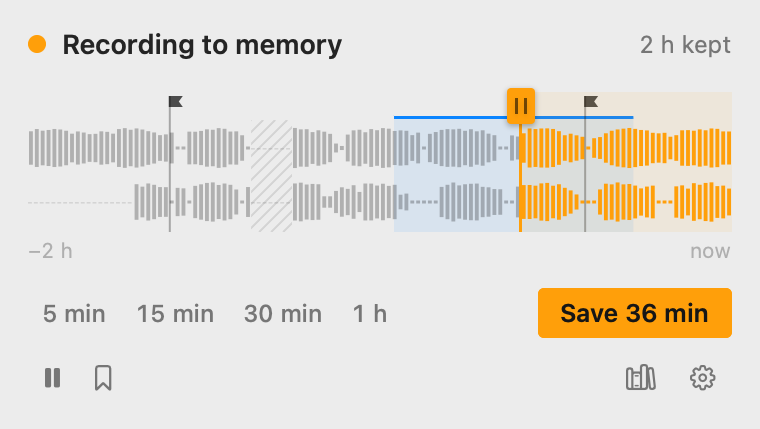 Recording to memory
2 h kept
−2 h
now
5 min
15 min
30 min
1 h
Save 36 min